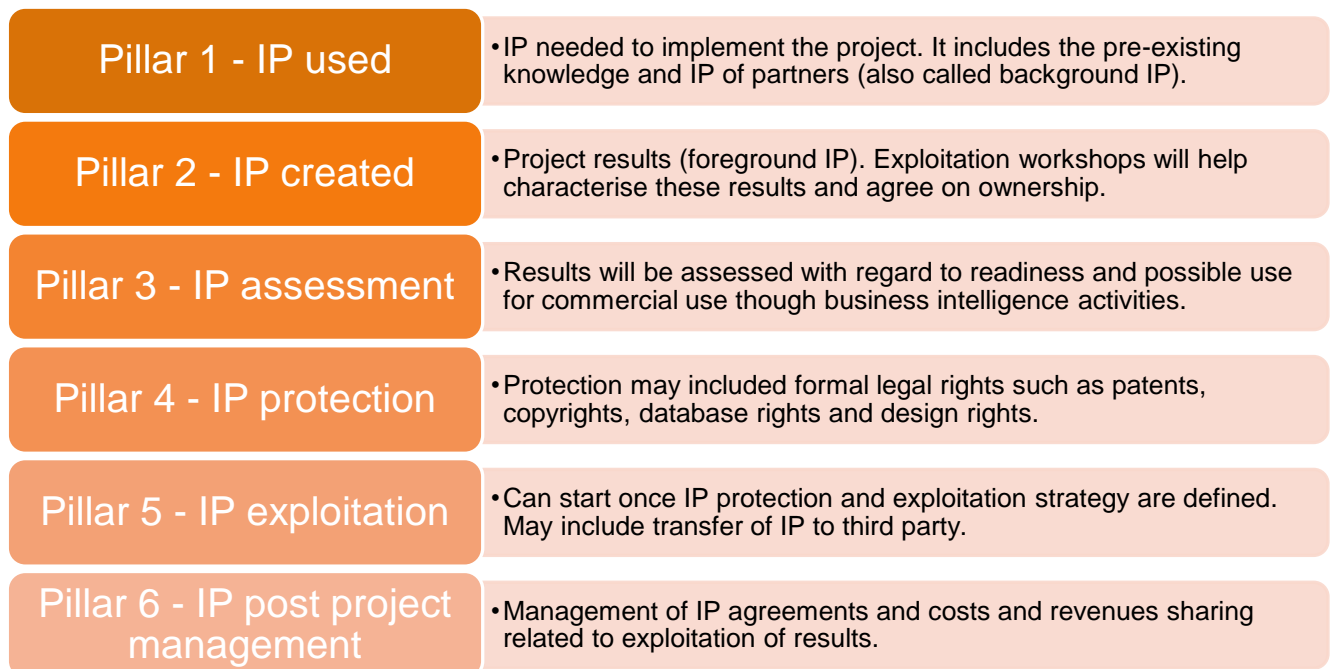 Pillar 1 - IP used
•IP needed to implement the project. It includes the pre-existing
knowledge and IP of partners (also called background IP).
Pillar 2 - IP created
•Project results (foreground IP). Exploitation workshops will help
characterise these results and agree on ownership.
Pillar 3 - IP assessment
•Results will be assessed with regard to readiness and possible use
for commercial use though business intelligence activities.
Pillar 4 - IP protection
•Protection may included formal legal rights such as patents,
copyrights, database rights and design rights.
Pillar 5 - IP exploitation
•Can start once IP protection and exploitation strategy are defined.
May include transfer of IP to third party.
Pillar 6 - IP post project
management
•Management of IP agreements and costs and revenues sharing
related to exploitation of results.